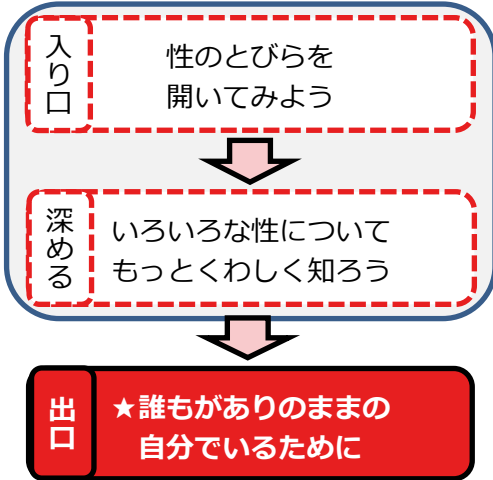 入り口
性のとびらを
開いてみよう
深める
いろいろな性について
もっとくわしく知ろう
出口
★誰もがありのままの
自分でいるために